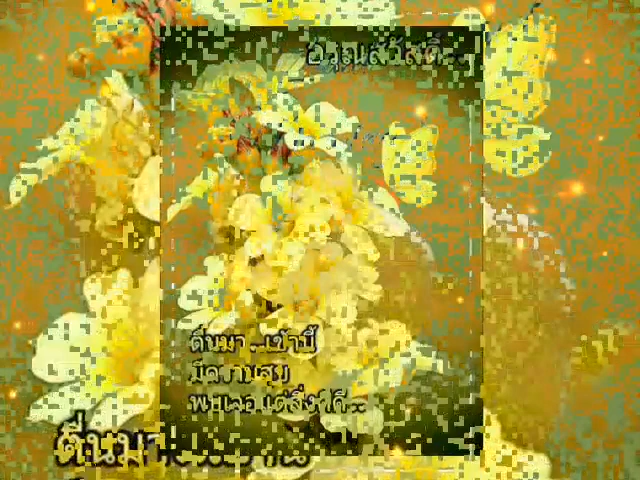 อรุณสวัสดิ์..
ตื่นมา...เช้านี้
มีความสุข
พบเจอ แต่สิ่งดีๆ..
ตื่นมา